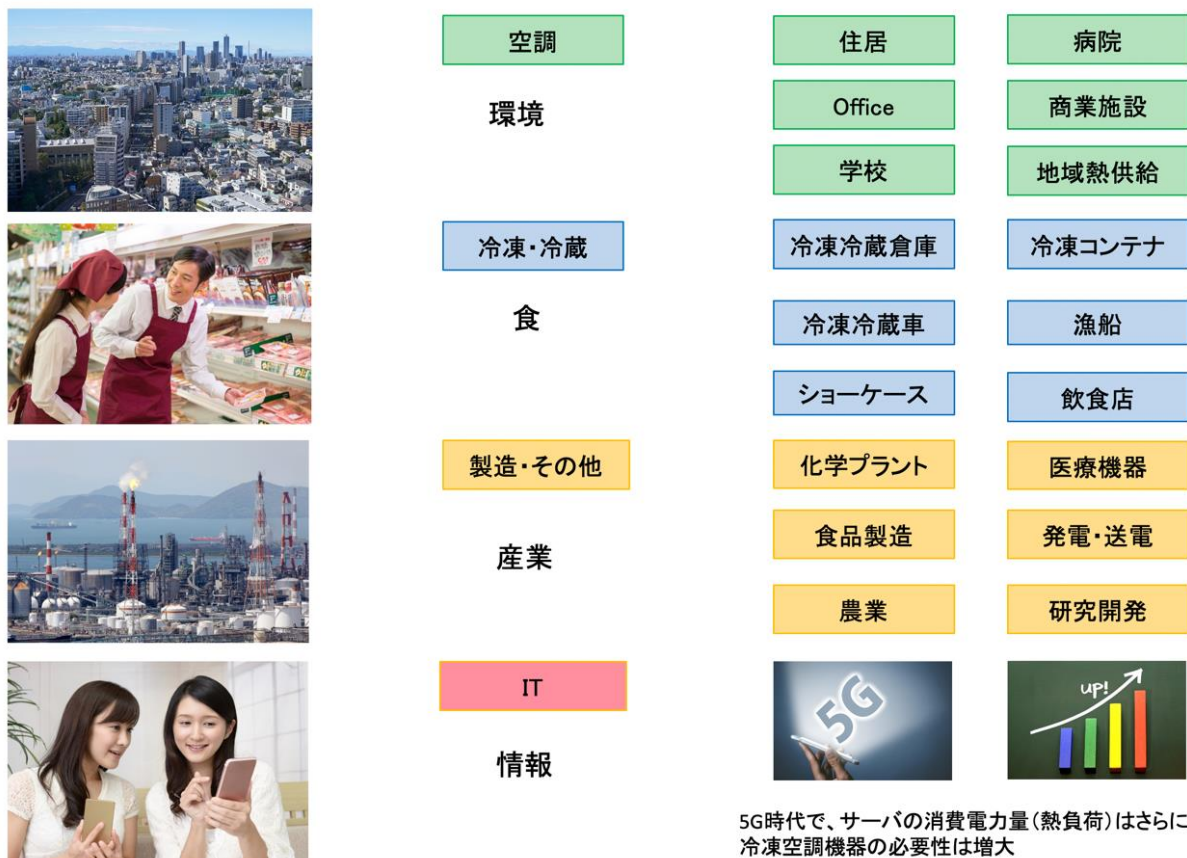 空調
住居
病院
環境
Office
商業施設
学校
地域熱供給
冷凍・冷蔵
冷凍冷蔵倉庫
冷凍コンテナ
食
冷凍冷蔵車
漁船
ショーケース
飲食店
製造・その他
化学プラント
医療機器
産業
食品製造
発電・送電
農業
研究開発
IT
5G
up!
情報
5G時代で、サーバの消費電力量(熱負荷)はさらに
冷凍空調機器の必要性は増大